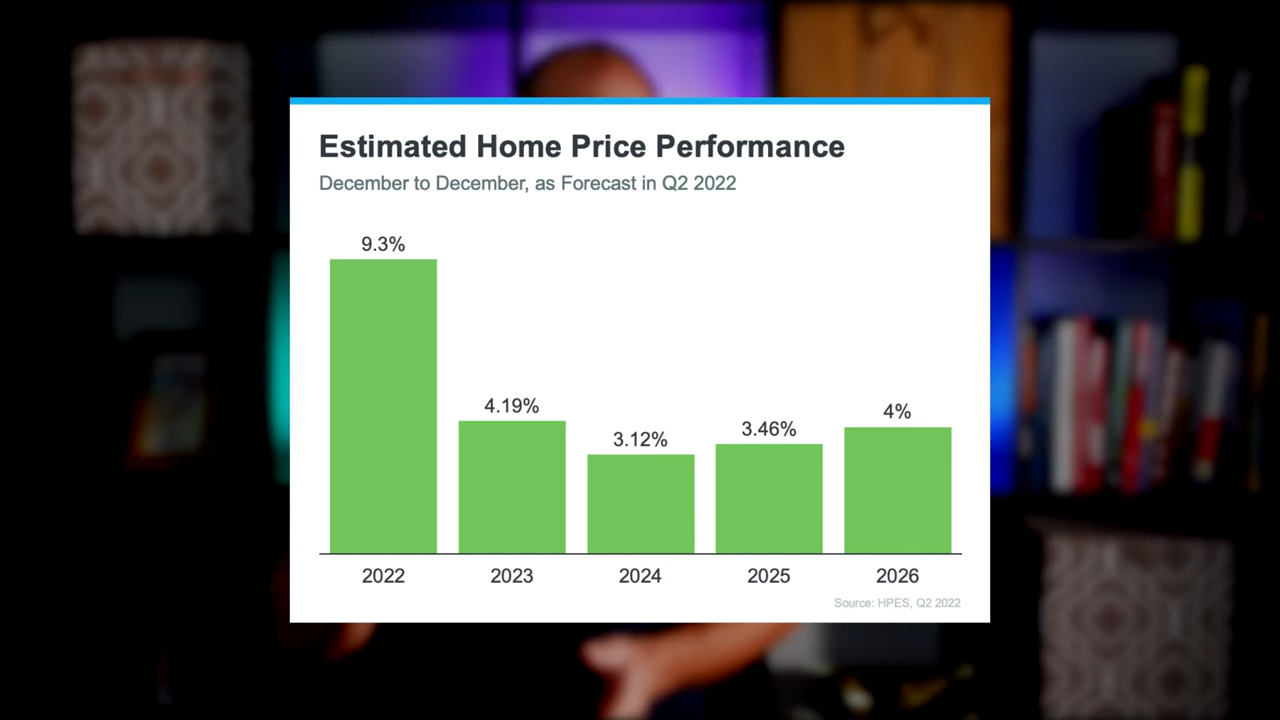 Estimated Home Price Performance
December to December, as Forecast in Q2 2022
9.3%
4.19%
3.12%
3.46%
4%
2022 2023 2024 2025 2026
Source: HPES, Q2 2022